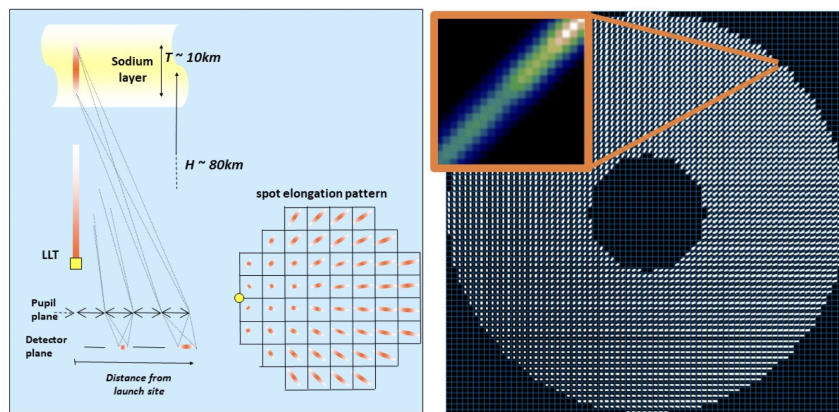 Sodium
layer
T ~ 10km
H ~ 80km
spot elongation pattern
LLT
Pupil
plane
Detector
plane
Distance from
launch site